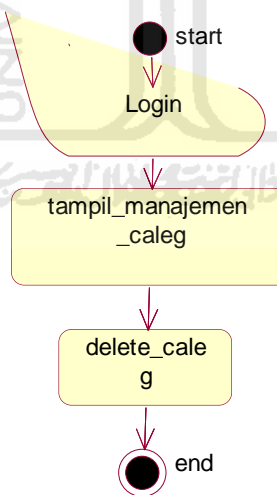 start
Login
tampil_manajemen
_caleg
delete_cale
g
end